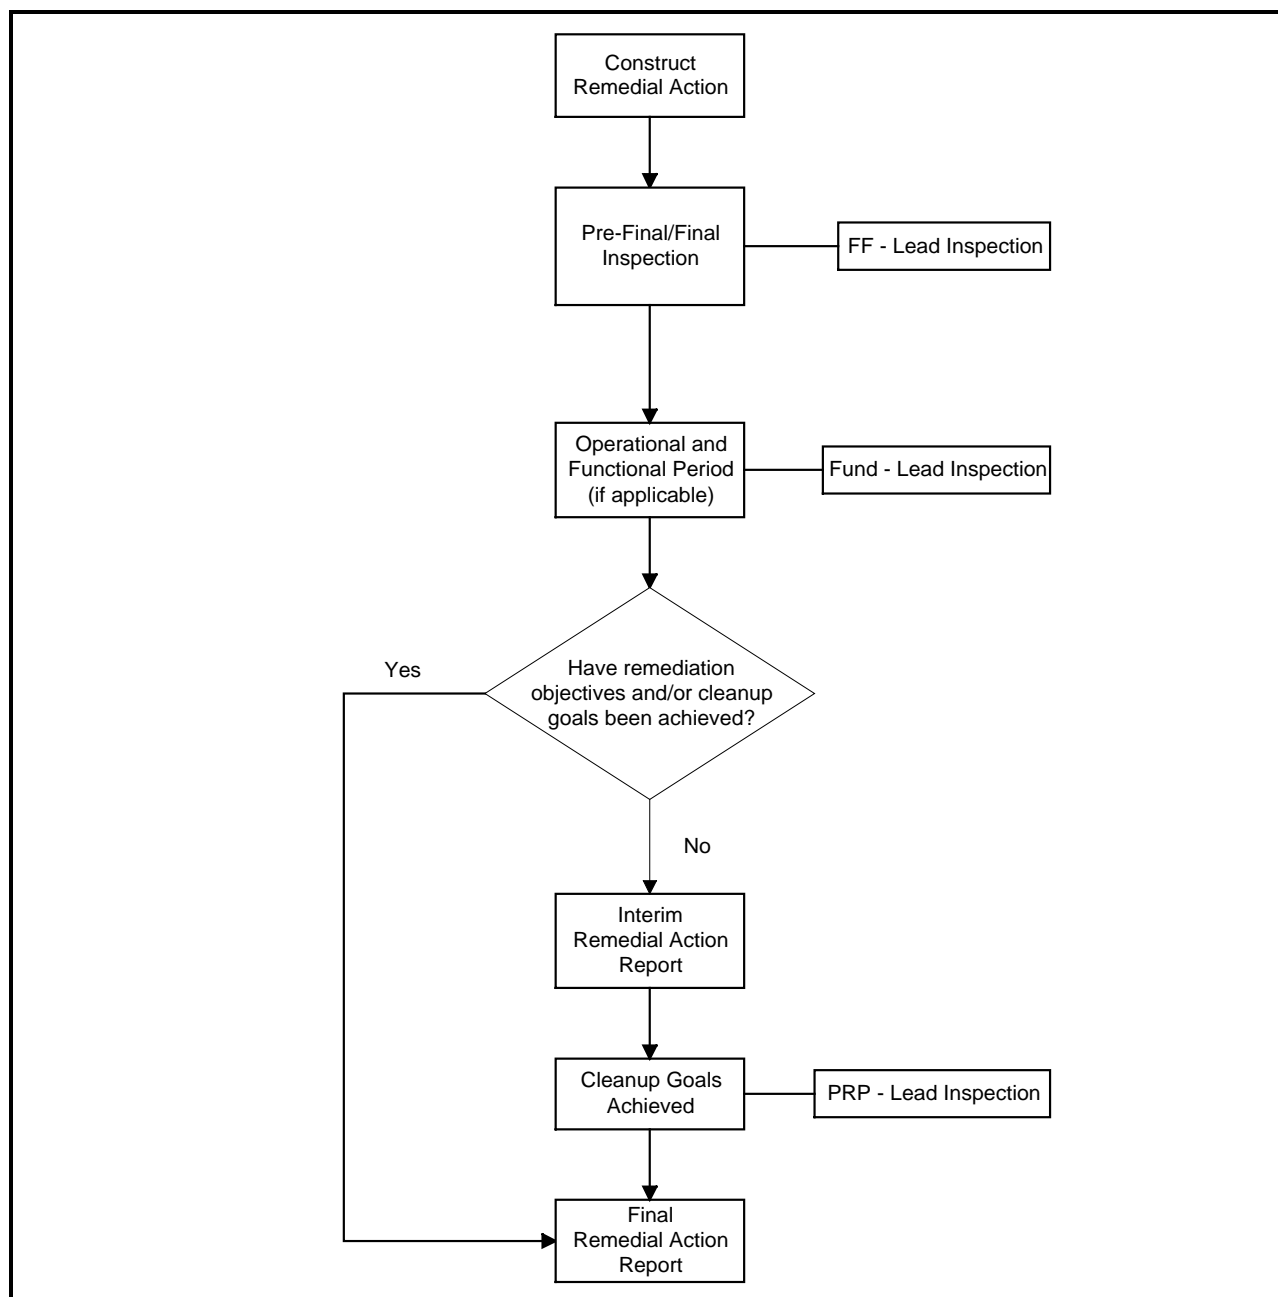 Construct
Remedial Action
Pre-Final/Final
Inspection
FF - Lead Inspection
Operational and
Functional Period
(if applicable)
Fund - Lead Inspection
Yes
Have remediation
objectives and/or cleanup
goals been achieved?
No
Interim
Remedial Action
Report
Cleanup Goals
Achieved
PRP - Lead Inspection
Final
Remedial Action
Report